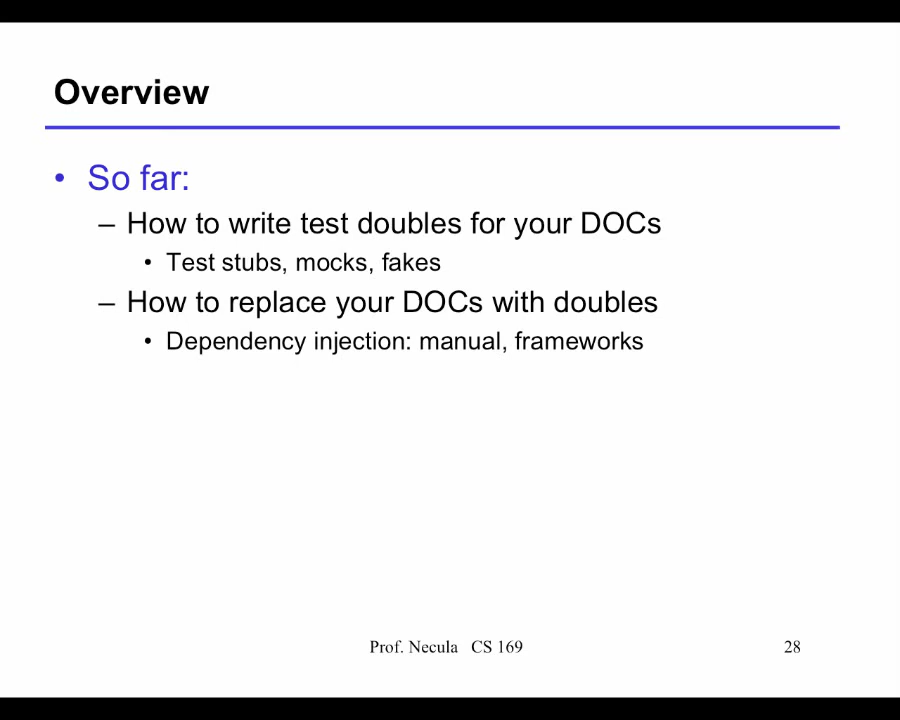 Overview
• So far:
– How to write test doubles for your DOCs
• Test stubs, mocks, fakes
– How to replace your DOCs with doubles
• Dependency injection: manual, frameworks
Prof. Necula CS 169
28